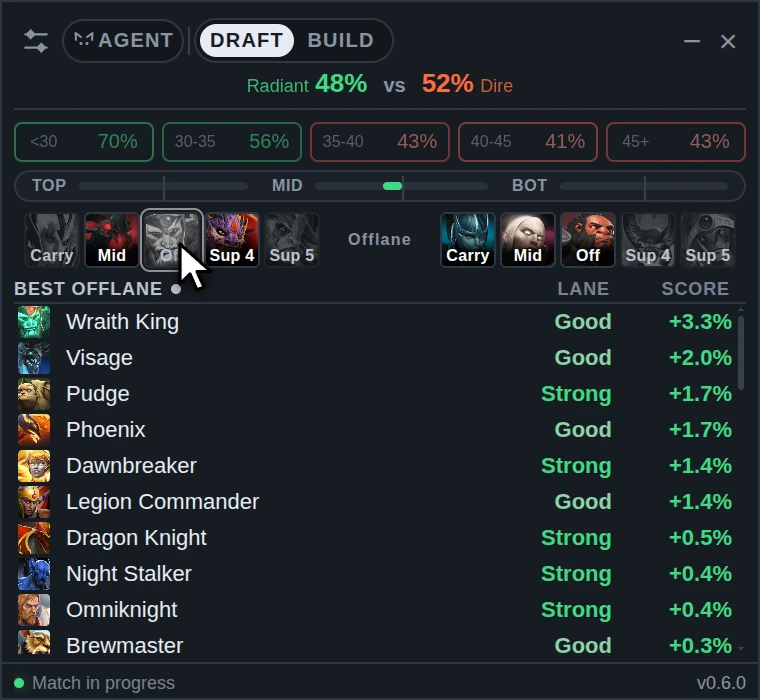 AGENT DRAFT BUILD
Radiant 48% vs 52% Dire
<30 70% 30-35 56% 35-40 43% 40-45 41% 45+ 43%
TOP MID BOT
Carry Mid Sup 4 Sup 5 Offlane Carry Mid Off Sup 4 Sup 5
BEST OFFLANE LANE SCORE
Wraith King Good +3.3%
Visage Good +2.0%
Pudge Strong +1.7%
Phoenix Good +1.7%
Dawnbreaker Strong +1.4%
Legion Commander Good +1.4%
Dragon Knight Strong +0.5%
Night Stalker Strong +0.4%
Omniknight Strong +0.4%
Brewmaster Good +0.3%
Match in progress v0.6.0